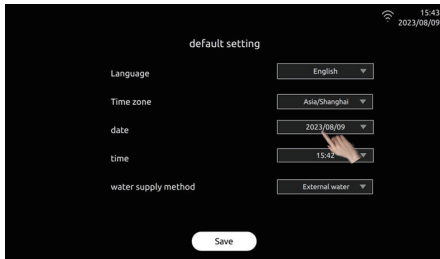 15:43
2023/08/09
default setting
Language English
Time zone Asia/Shanghai
date 2023/08/09
time 15:42
water supply method External water
Save